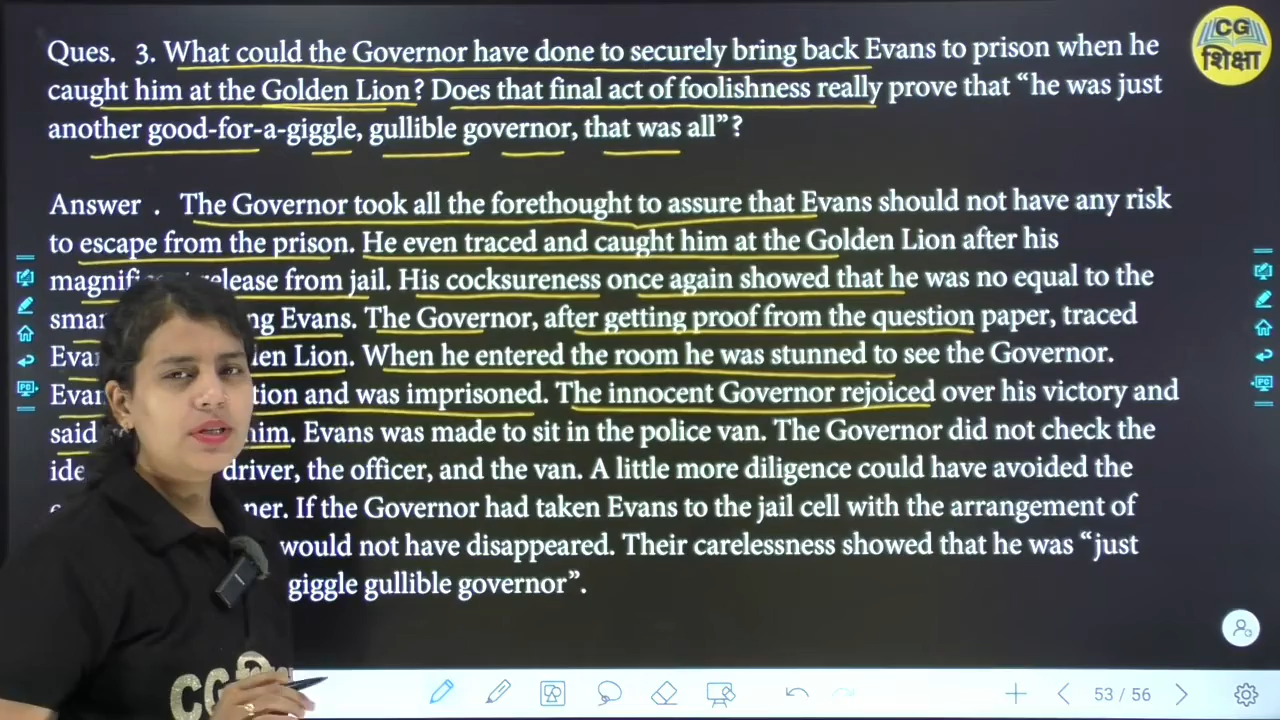 Ques. 3. What could the Governor have done to securely bring back Evans to prison when he
caught him at the Golden Lion? Does that final act of foolishness really prove that “he was just
another good-for-a-giggle, gullible governor, that was all”?
CG
शिक्षा
Answer . The Governor took all the forethought to assure that Evans should not have any risk
to escape from the prison. He even traced and caught him at the Golden Lion after his
release from jail. His cocksureness once again showed that he was no equal to the
Evans. The Governor, after getting proof from the question paper, traced
Lion. When he entered the room he was stunned to see the Governor.
and was imprisoned. The innocent Governor rejoiced over his victory and
said him. Evans was made to sit in the police van. The Governor did not check the
driver, the officer, and the van. A little more diligence could have avoided the
If the Governor had taken Evans to the jail cell with the arrangement of
would not have disappeared. Their carelessness showed that he was “just
giggle gullible governor”.
CG
53 / 56